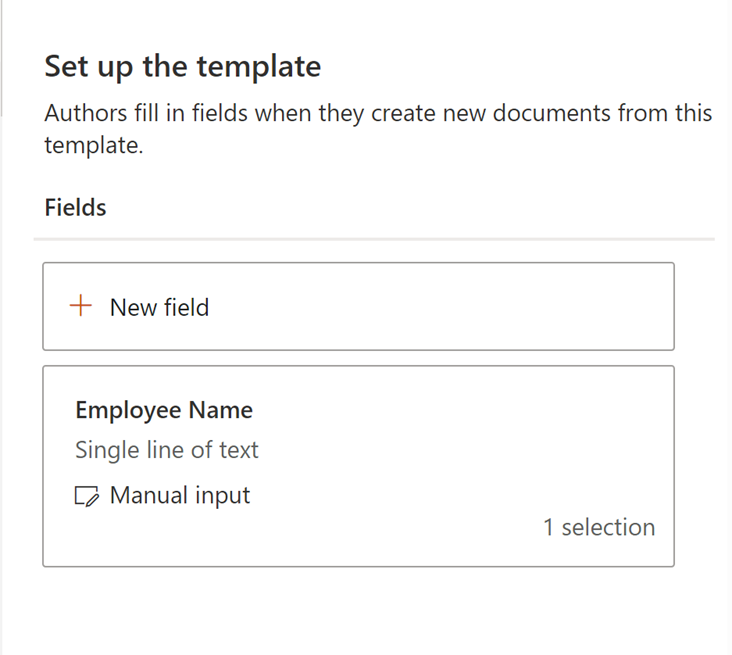 Set up the template
Authors fill in fields when they create new documents from this
template.
Fields
New field
Employee Name
Single line of text
Manual input
1 selection